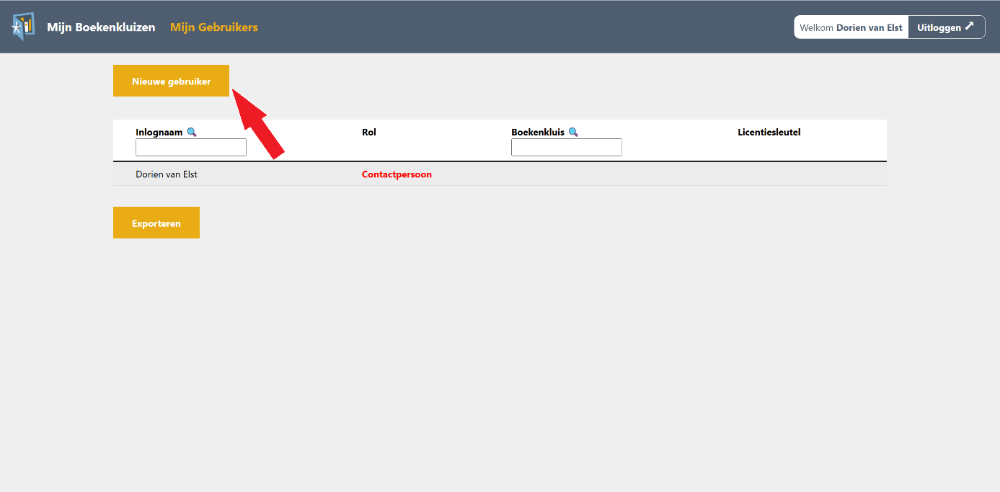 Mijn Boekenkluizen Mijn Gebruikers Welkom Dorien van Elst Uitloggen
Nieuwe gebruiker
Inlognaam Rol Boekenkluis Licentiesleutel
Dorien van Elst Contactpersoon
Exporteren